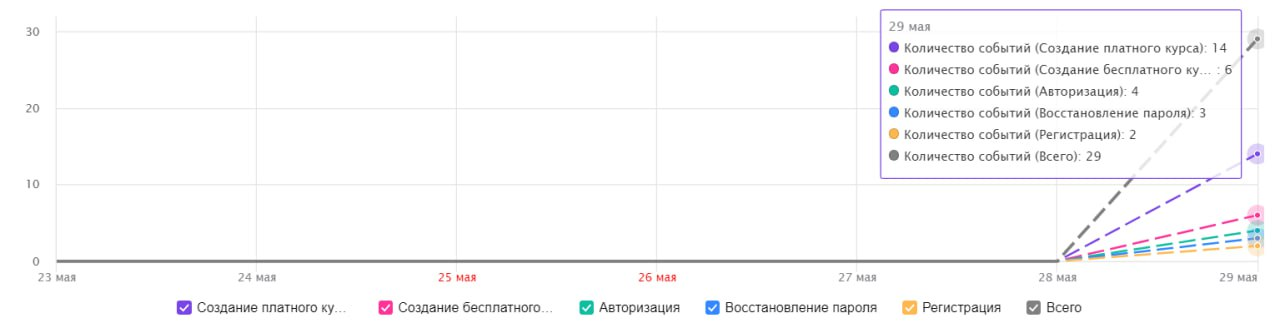 30
20
10
0
23 мая 24 мая 25 мая 26 мая 27 мая 28 мая 29 мая
29 мая
Количество событий (Создание платного курса): 14
Количество событий (Создание бесплатного ку... : 6
Количество событий (Авторизация): 4
Количество событий (Восстановление пароля): 3
Количество событий (Регистрация): 2
Количество событий (Всего): 29
Создание платного ку... Создание бесплатного... Авторизация Восстановление пароля Регистрация Всего